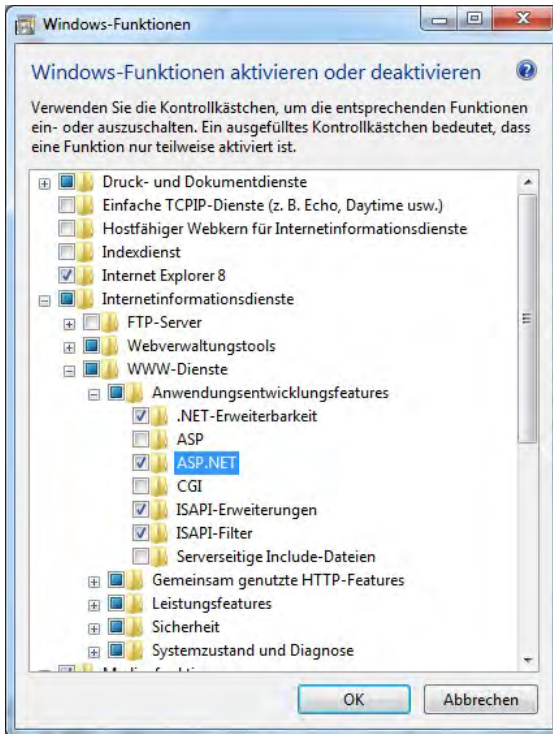 Windows-Funktionen
Windows-Funktionen aktivieren oder deaktivieren
Verwenden Sie die Kontrollkästchen, um die entsprechenden Funktionen
ein- oder auszuschalten. Ein ausgefülltes Kontrollkästchen bedeutet, dass
eine Funktion nur teilweise aktiviert ist.
Druck- und Dokumentdienste
Einfache TCPIP-Dienste (z. B. Echo, Daytime usw.)
Hostfähiger Webkern für Internetinformationsdienste
Indexdienst
Internet Explorer 8
Internetinformationsdienste
FTP-Server
Webverwaltungstools
WWW-Dienste
Anwendungsentwicklungsfeatures
.NET-Erweiterbarkeit
ASP
ASP.NET
CGI
ISAPI-Erweiterungen
ISAPI-Filter
Serverseitige Include-Dateien
Gemeinsam genutzte HTTP-Features
Leistungsfeatures
Sicherheit
Systemzustand und Diagnose
OK
Abbrechen